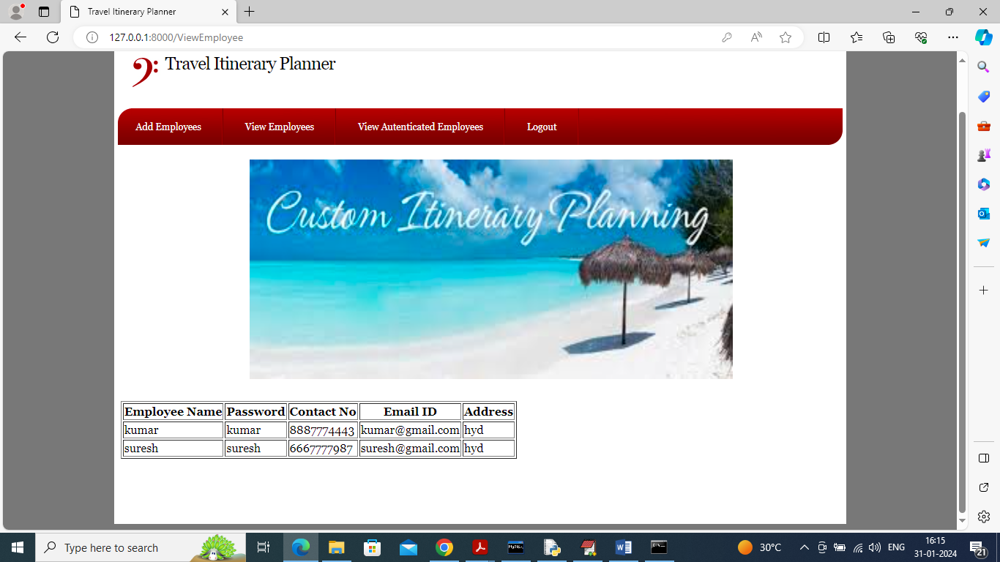 Travel Itinerary Planner
127.0.0.1:8000/ViewEmployee
Travel Itinerary Planner
Add Employees View Employees View Autenticated Employees Logout
Custom Itinerary Planning
Employee Name Password Contact No Email ID Address
kumar kumar 8887774443 kumar@gmail.com hyd
suresh suresh 6667777987 suresh@gmail.com hyd
Type here to search 30°C ENG 16:15
31-01-2024 21